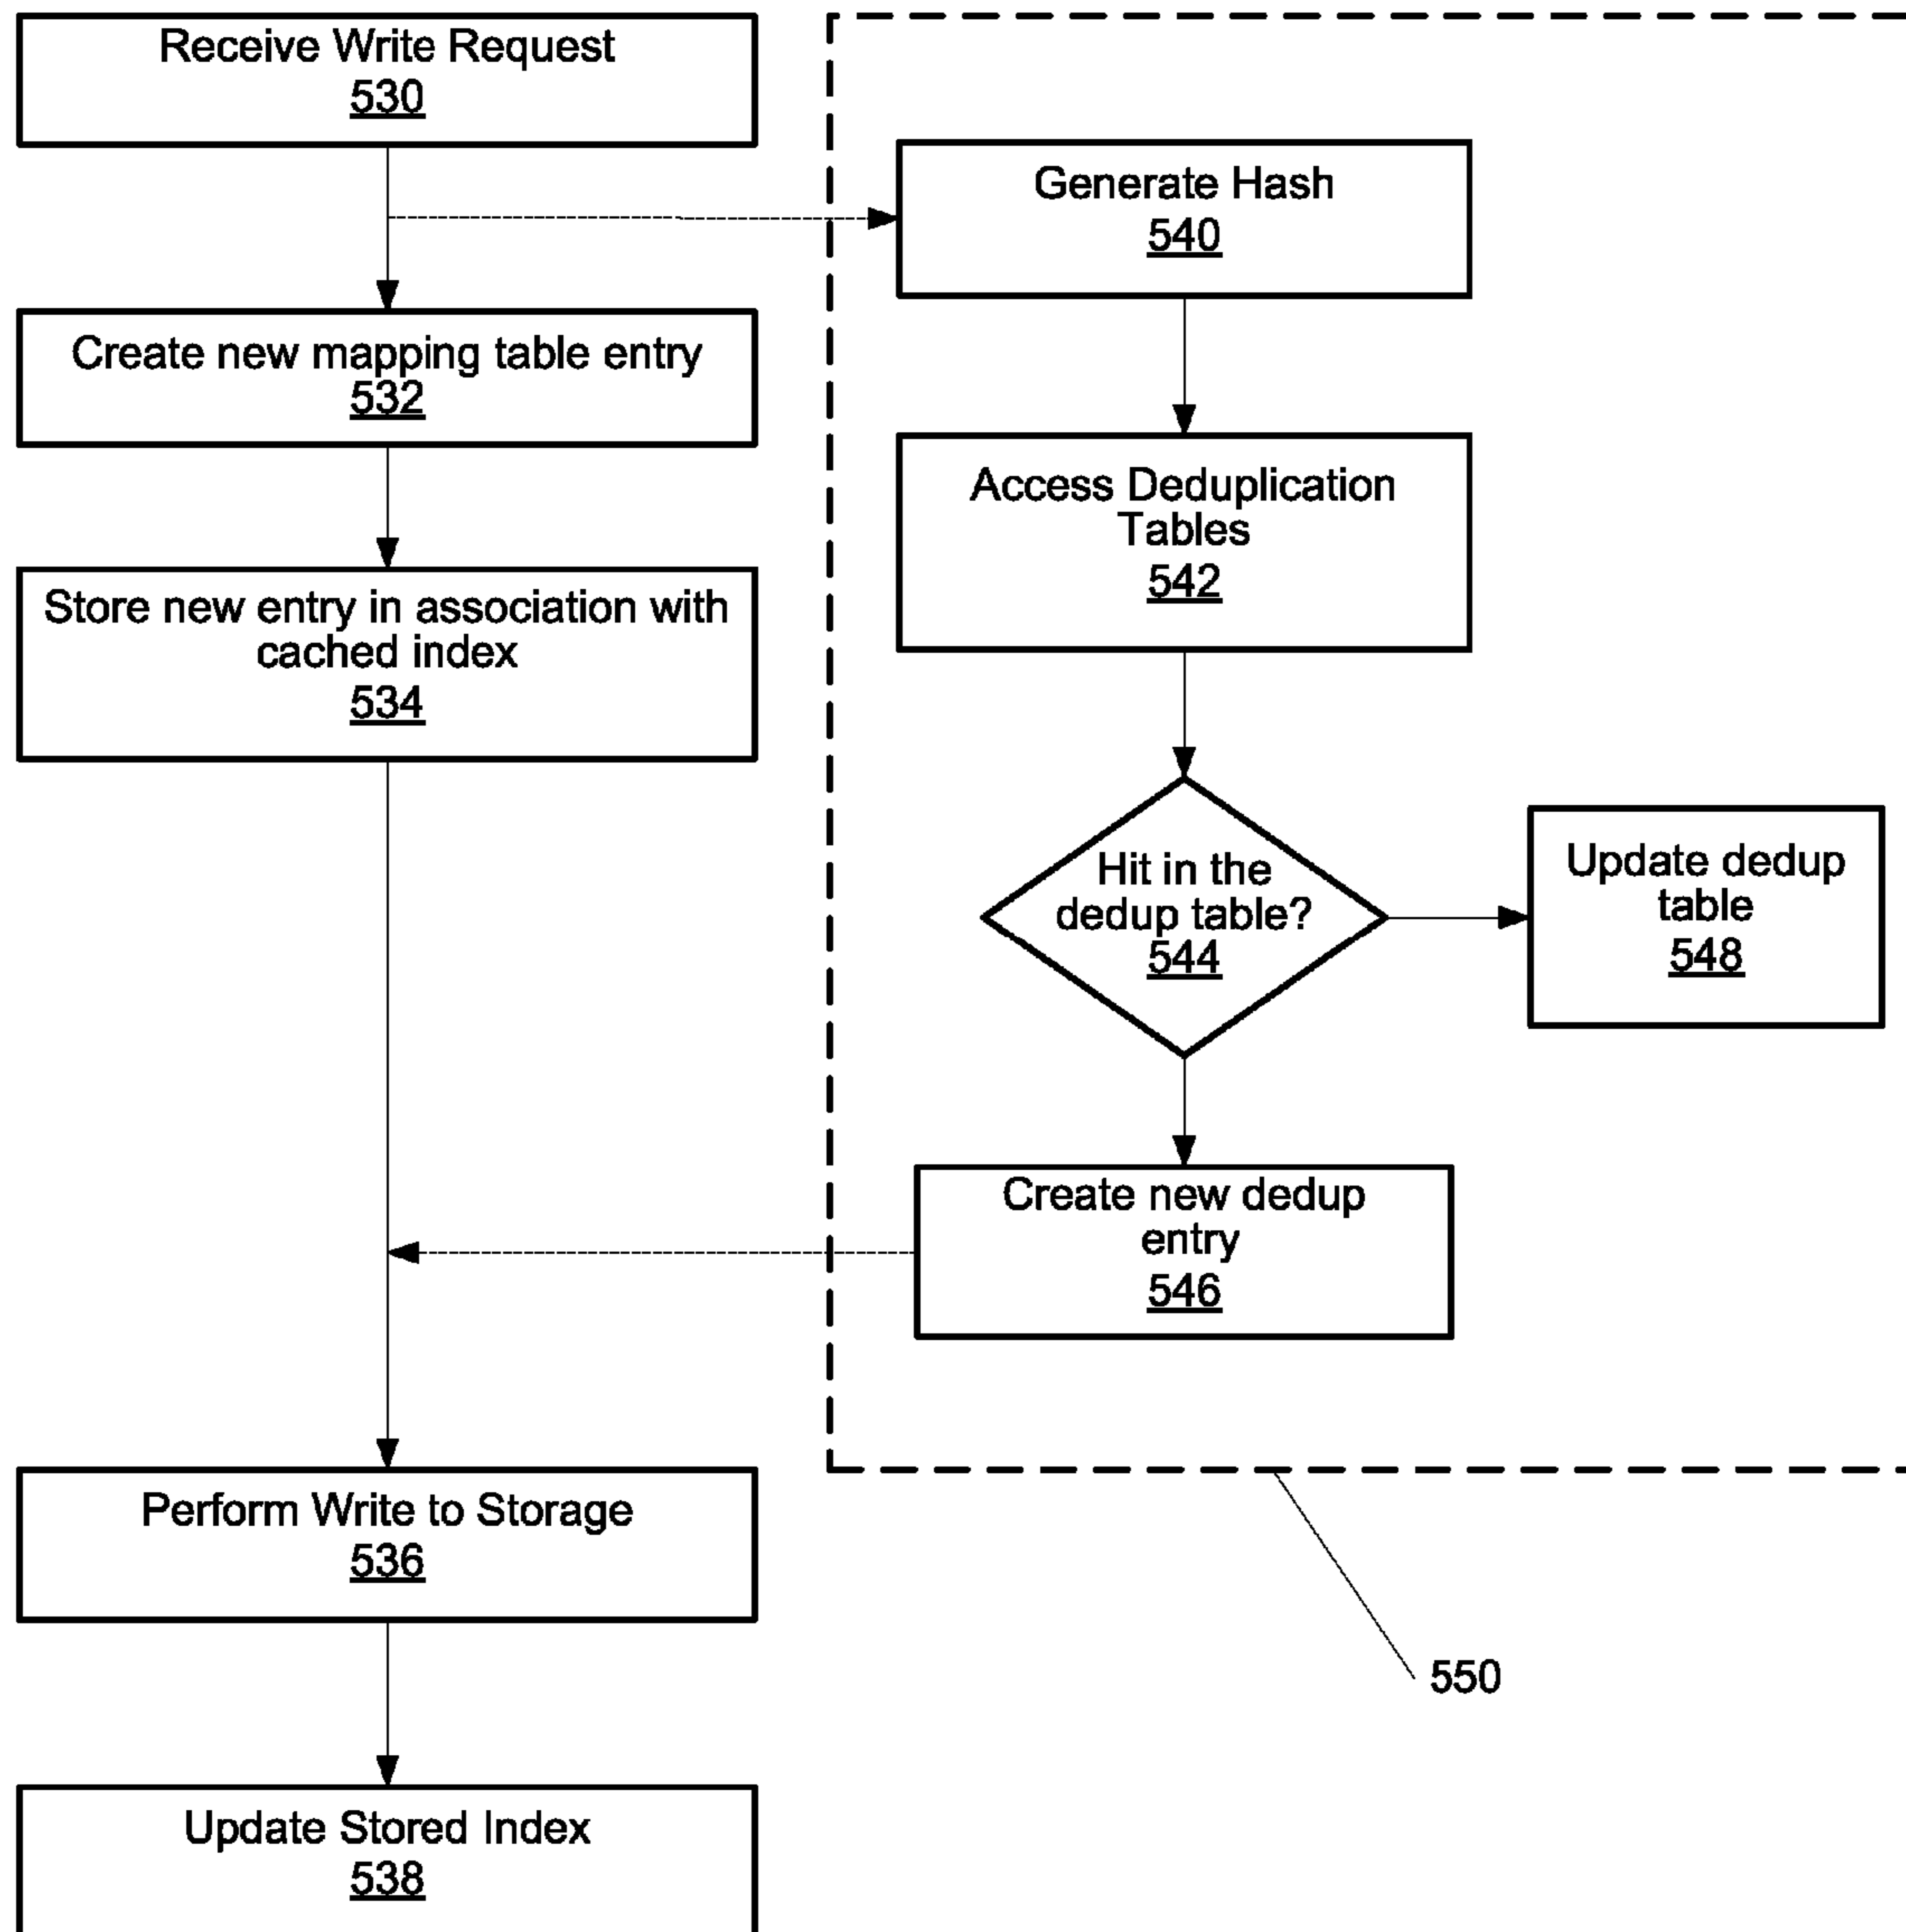 Receive Write Request
530
Create new mapping table entry
532
Store new entry in association with
cached index
534
Perform Write to Storage
536
Update Stored Index
538
Generate Hash
540
Access Deduplication
Tables
542
Hit in the
dedup table?
544
Update dedup
table
548
Create new dedup
entry
546
550